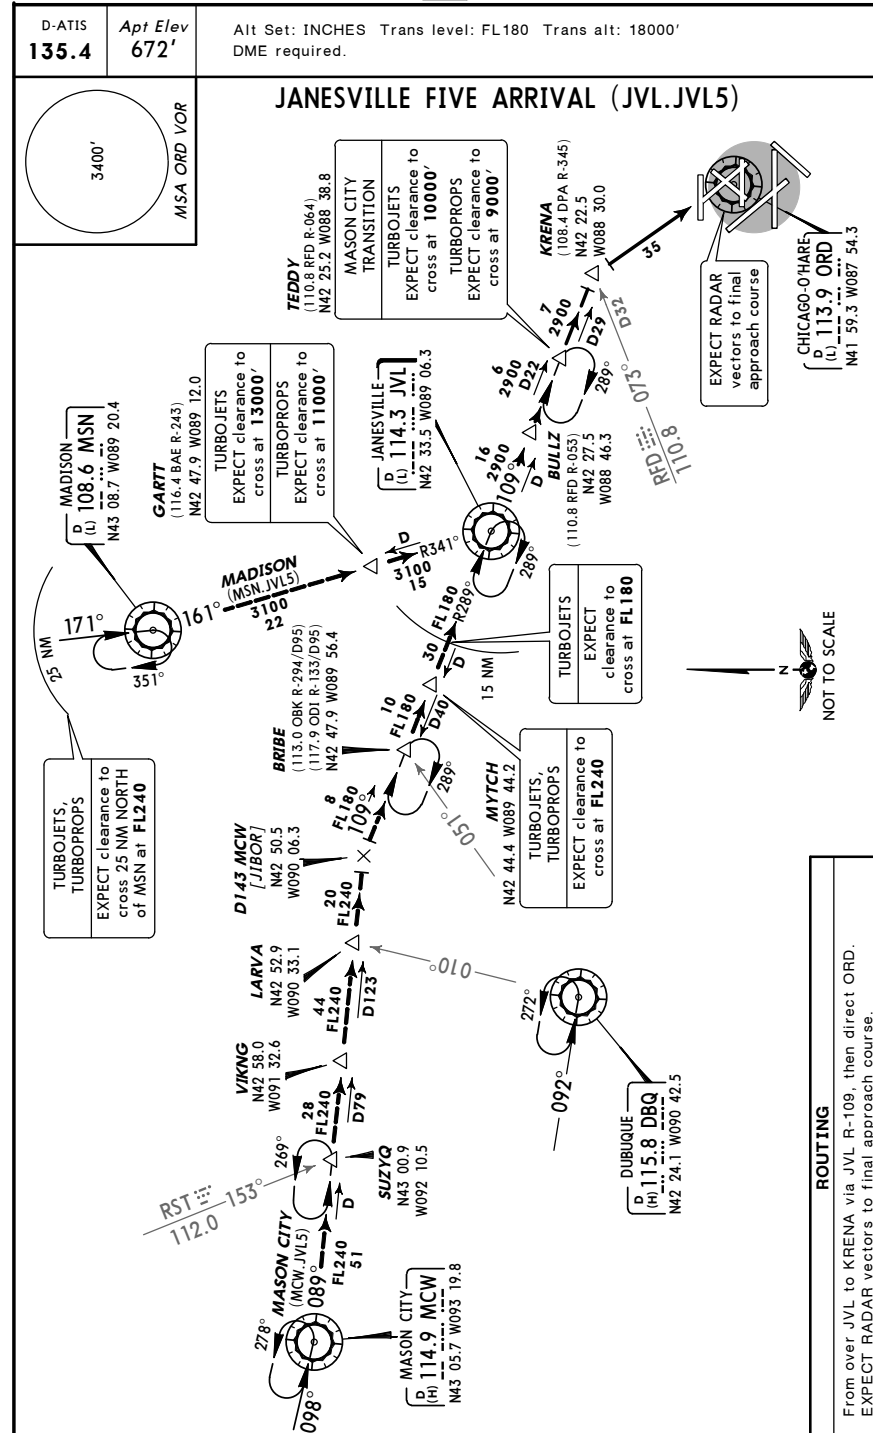 D-ATIS
135.4
Apt Elev
672'
Alt Set: INCHES Trans level: FL180 Trans alt: 18000'
DME required.
MSA ORD VOR
3400'
JANESVILLE FIVE ARRIVAL (JVL.JVL5)
TEDDY
(110.8 RFD R-064)
N42 25.2 W088 38.8
MASON CITY
TRANSITION
TURBOJETS
EXPECT clearance to
cross at 10000'
TURBOPROPS
EXPECT clearance to
cross at 9000'
KRENA
(108.4 DPA R-345)
N42 22.5
W088 30.0
35
EXPECT RADAR
vectors to final
approach course
CHICAGO-O'HARE
D
(L) 113.9 ORD
N41 59.3 W087 54.3
7
2900
D29
6
2900
D22
289°
RFD
073°
D32
110.8
BULLZ
(110.8 RFD R-053)
N42 27.5
W088 46.3
16
2900
109°
D
JANESVILLE
D
(L) 114.3 JVL
N42 33.5 W089 06.3
289°
GARTT
(116.4 BAE R-243)
N42 47.9 W089 12.0
TURBOJETS
EXPECT clearance to
cross at 13000'
TURBOPROPS
EXPECT clearance to
cross at 11000'
MADISON
D
(L) 108.6 MSN
N43 08.7 W089 20.4
171°
25 NM
351°
161°
MADISON
(MSN.JVL5)
3100
22
D
R341°
3100
15
TURBOJETS,
TURBOPROPS
EXPECT clearance to
cross 25 NM NORTH
of MSN at FL240
30
FL180
R289°
D
15 NM
TURBOJETS
EXPECT
clearance to
cross at FL180
N
NOT TO SCALE
BRIBE
(113.0 OBK R-294/D95)
(117.9 ODI R-133/D95)
N42 47.9 W089 56.4
10
FL180
D40
289°
051°
MYTCH
N42 44.4 W089 44.2
TURBOJETS,
TURBOPROPS
EXPECT clearance to
cross at FL240
8
FL180
109°
D143 MCW
[JIBOR]
N42 50.5
W090 06.3
20
FL240
LARVA
N42 52.9
W090 33.1
010°
44
FL240
D123
VIKNG
N42 58.0
W091 32.6
28
FL240
D79
272°
092°
DUBUQUE
D
(H) 115.8 DBQ
N42 24.1 W090 42.5
269°
SUZYQ
N43 00.9
W092 10.5
RST
153°
112.0
D
MASON CITY
(MCW.JVL5)
089°
FL240
51
278°
098°
MASON CITY
D
(H) 114.9 MCW
N43 05.7 W093 19.8
ROUTING
From over JVL to KRENA via JVL R-109, then direct ORD.
EXPECT RADAR vectors to final approach course.